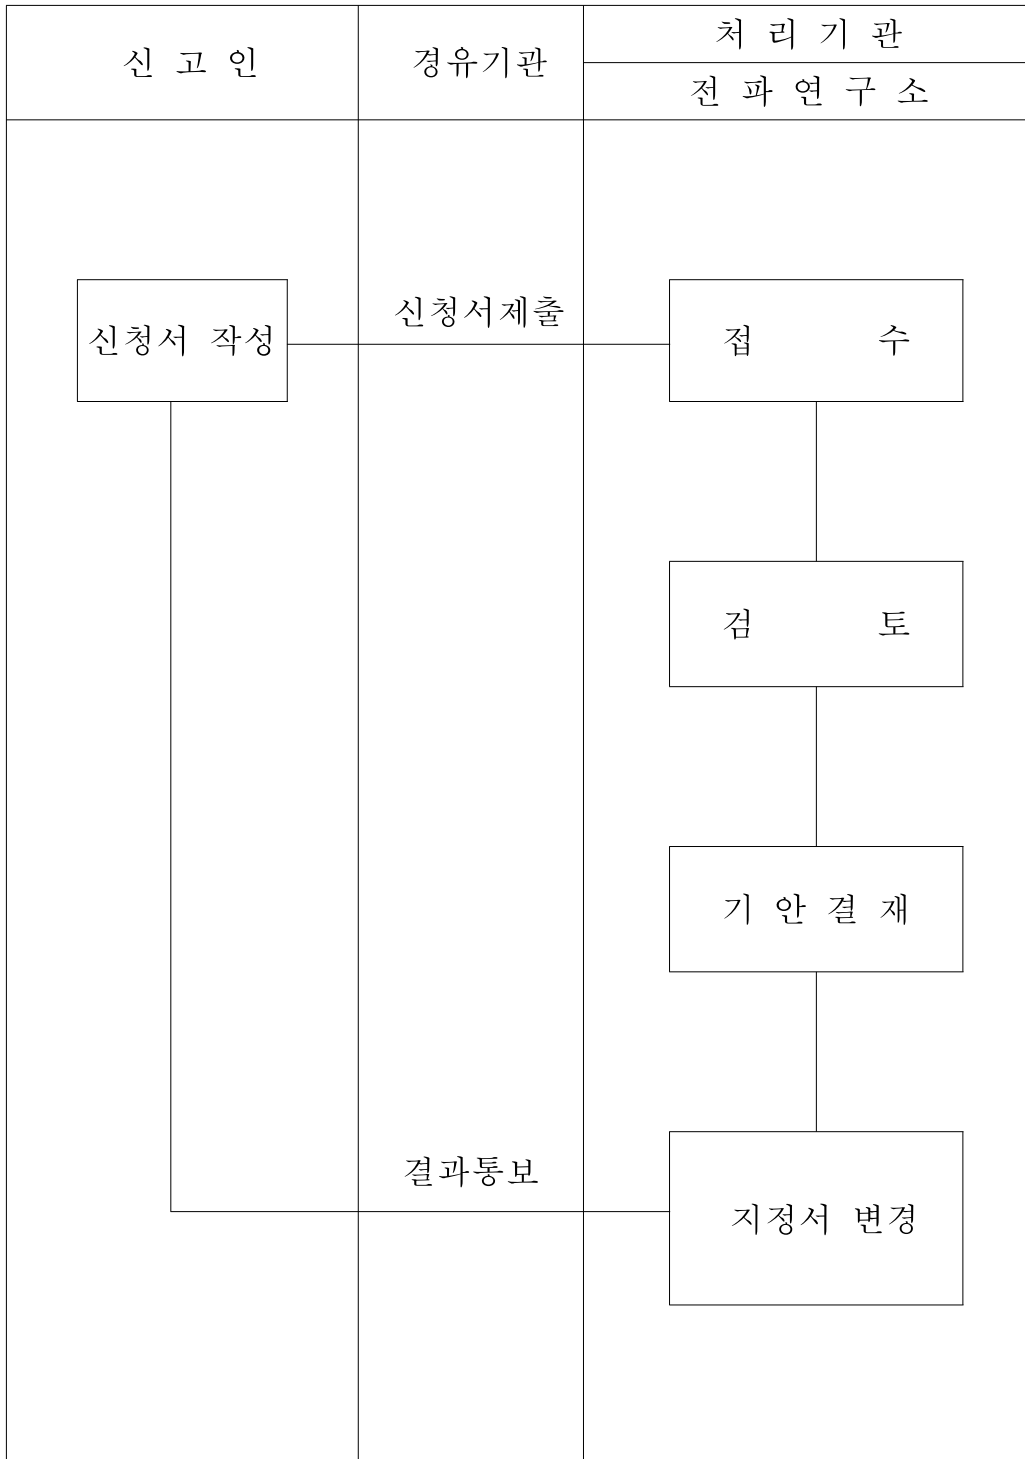 신 고 인
경유기관
처 리 기 관
전 파 연 구 소
신청서 작성
신청서제출
접 수
검 토
기 안 결 재
결과통보
지정서 변경